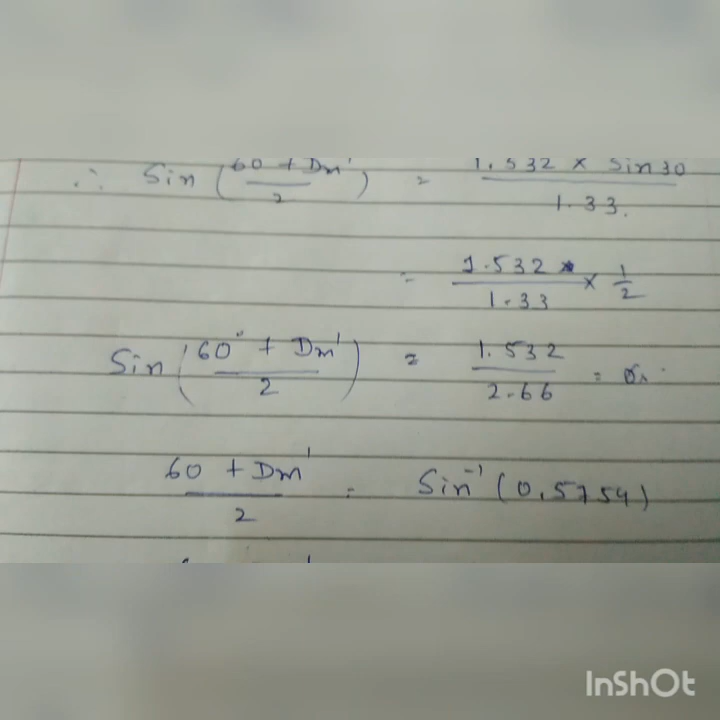 ∴ Sin (60 + Dm' / 2) = 1.532 × Sin 30 / 1.33.
= 1.532 / 1.33 × 1/2
Sin (60° + Dm' / 2) = 1.532 / 2.66 =
60 + Dm' / 2 = Sin⁻¹ (0.5754)
InShOt